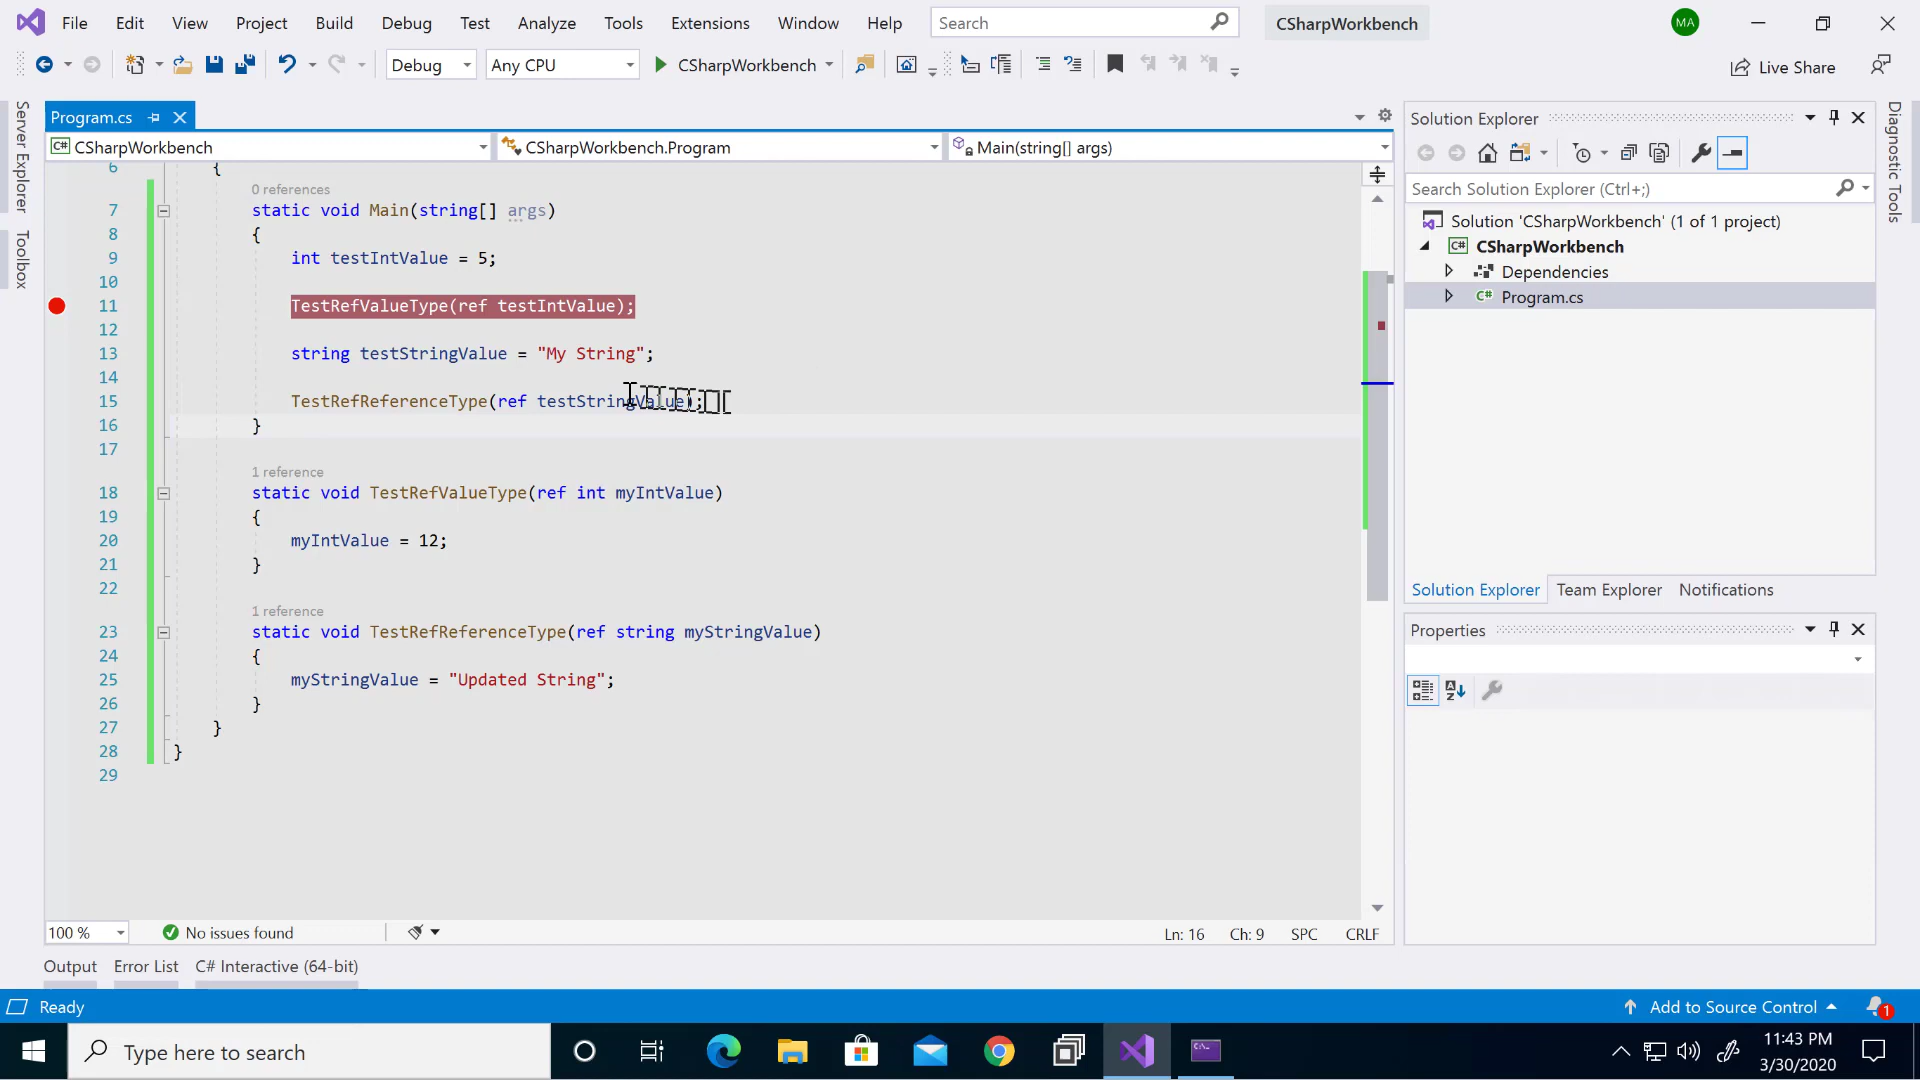 File Edit View Project Build Debug Test Analyze Tools Extensions Window Help Search CSharpWorkbench MA
Debug Any CPU CSharpWorkbench Live Share
Server Explorer
Toolbox
Program.cs
C# CSharpWorkbench CSharpWorkbench.Program Main(string[] args)
6 {
0 references
7 static void Main(string[] args)
8 {
9 int testIntValue = 5;
10
11 TestRefValueType(ref testIntValue);
12
13 string testStringValue = "My String";
14
15 TestRefReferenceType(ref testStringValue);
16 }
17
1 reference
18 static void TestRefValueType(ref int myIntValue)
19 {
20 myIntValue = 12;
21 }
22
1 reference
23 static void TestRefReferenceType(ref string myStringValue)
24 {
25 myStringValue = "Updated String";
26 }
27 }
28 }
29
100 % No issues found Ln: 16 Ch: 9 SPC CRLF
Output Error List C# Interactive (64-bit)
Solution Explorer
Search Solution Explorer (Ctrl+;)
Solution 'CSharpWorkbench' (1 of 1 project)
C# CSharpWorkbench
Dependencies
C# Program.cs
Solution Explorer Team Explorer Notifications
Properties
Diagnostic Tools
Ready Add to Source Control 1
Type here to search
11:43 PM
3/30/2020